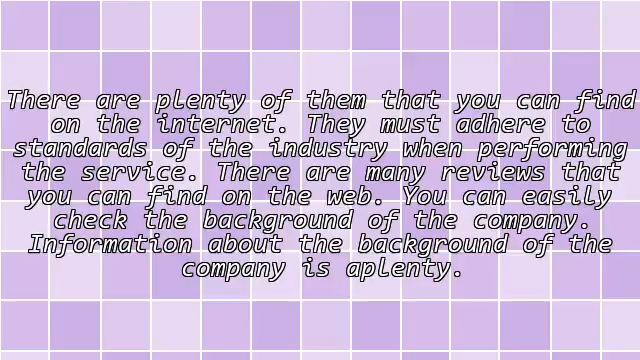 There are plenty of them that you can find
on the internet. They must adhere to
standards of the industry when performing
the service. There are many reviews that
you can find on the web. You can easily
check the background of the company.
Information about the background of the
company is aplenty.